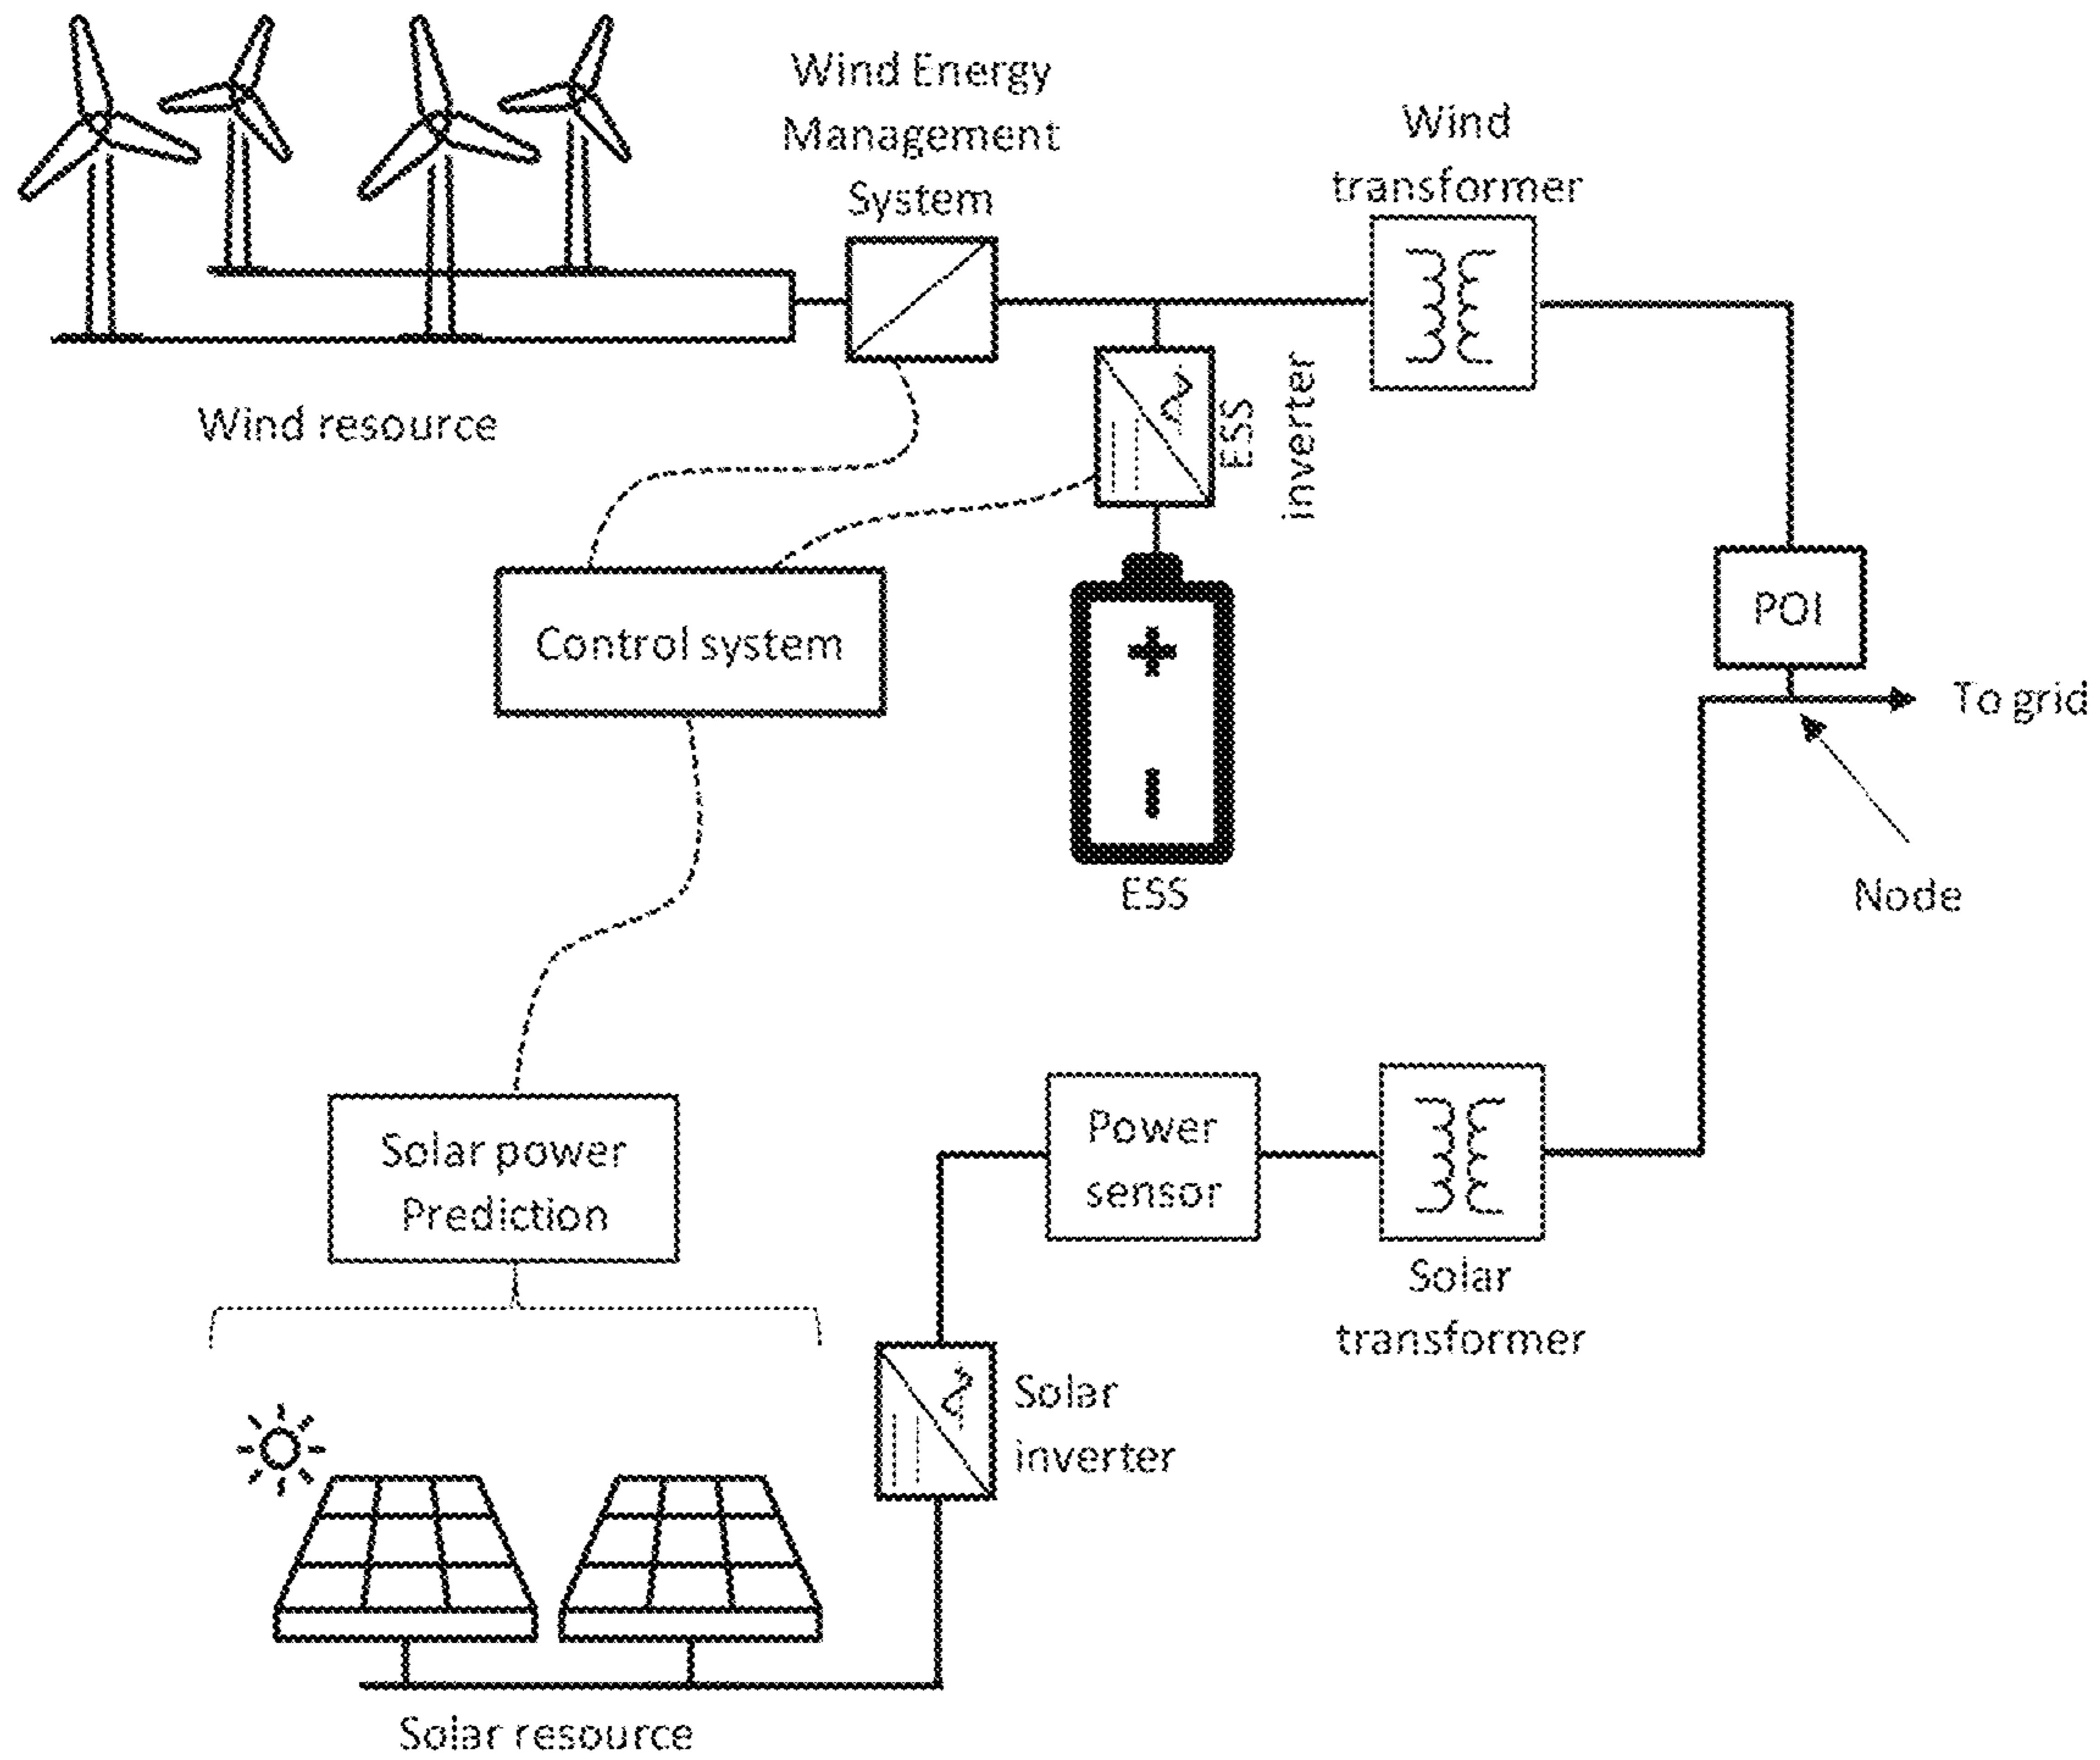 Wind Energy
Management
System
Wind
transformer
Wind resource
ESS
inverter
Control system
POI
To grid
ESS
Node
Power
sensor
Solar power
Prediction
Solar
transformer
Solar
inverter
Solar resource